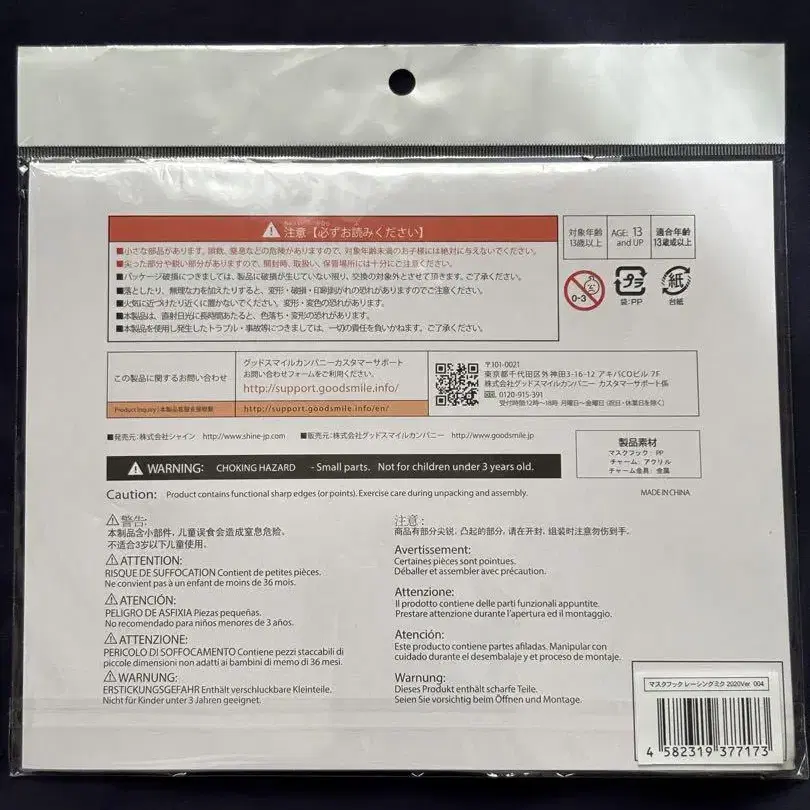 注意【必ずお読みください】
■小さな部品があります。誤飲、窒息などの危険がありますので、対象年齢未満のお子様には絶対に与えないでください。
■尖った部分や鋭い部分がありますので、開封時、取扱い、保管場所には十分にご注意ください。
■パッケージ破損につきましては、製品に破損が生じていない限り、交換の対象外とさせて頂きます。ご了承ください。
■落としたり、無理な力を加えたりすると、変形・破損・印刷剥がれの恐れがありますのでご注意ください。
■火気に近づけたり近くに置かないでください。変形・変色の恐れがあります。
■本製品は、直射日光に長時間あたると、色落ち・変形の恐れがあります。
■本製品を使用し発生したトラブル・事故等につきましては、一切の責任を負いかねます。ご了承ください。
対象年齢
13歳以上
AGE: 13
and UP
適合年齢
13歲或以上
0-3
プラ
袋:PP
紙
台紙
この製品に関するお問い合わせ
グッドスマイルカンパニーカスタマーサポート
お問い合わせフォームをご利用ください。
http://support.goodsmile.info/
Product Inquiry
http://support.goodsmile.info/en/
〒101-0021
東京都千代田区外神田3-16-12 アキバCOビル 7F
株式会社グッドスマイルカンパニー カスタマーサポート係
0120-915-391
受付時間12時〜18時 月曜日〜金曜日(祝日・休業日を除く)
■発売元:株式会社シャイン http://www.shine-jp.com ■販売元:株式会社グッドスマイルカンパニー http://www.goodsmile.jp
製品素材
マスクフック:PP
チャーム:アクリル
チャーム金具:金属
WARNING: CHOKING HAZARD - Small parts. Not for children under 3 years old.
Caution: Product contains functional sharp edges (or points). Exercise care during unpacking and assembly.
MADE IN CHINA
警告:
本制品含小部件,儿童误食会造成窒息危险。
不适合3岁以下儿童使用。
ATTENTION:
RISQUE DE SUFFOCATION Contient de petites pièces.
Ne convient pas à un enfant de moins de 36 mois.
ATENCIÓN:
PELIGRO DE ASFIXIA Piezas pequeñas.
No recomendado para niños menores de 3 años.
ATTENZIONE:
PERICOLO DI SOFFOCAMENTO Contiene pezzi staccabili di
piccole dimensioni non adatti ai bambini di memo di 36 mesi.
WARNUNG:
ERSTICKUNGSGEFAHR Enthält verschluckbare Kleinteile.
Nicht für Kinder unter 3 Jahren geeignet.
注意:
商品有部分尖锐、凸起的部分,请在开封、组装时注意勿伤到手。
Avertissement:
Certaines pièces sont pointues.
Déballer et assembler avec précaution.
Attenzione:
Il prodotto contiene delle parti funzionali appuntite.
Prestare attenzione durante l'apertura ed il montaggio.
Atención:
Este producto contiene partes afiladas. Manipular con
cuidado durante el desembalaje y et proceso de montaje.
Warnung:
Dieses Produkt enthält scharfe Teile.
Seien Sie vorsichtig beim Öffnen und Montage.
マスクフック レーシングミク 2020Ver 004
4 582319 377173